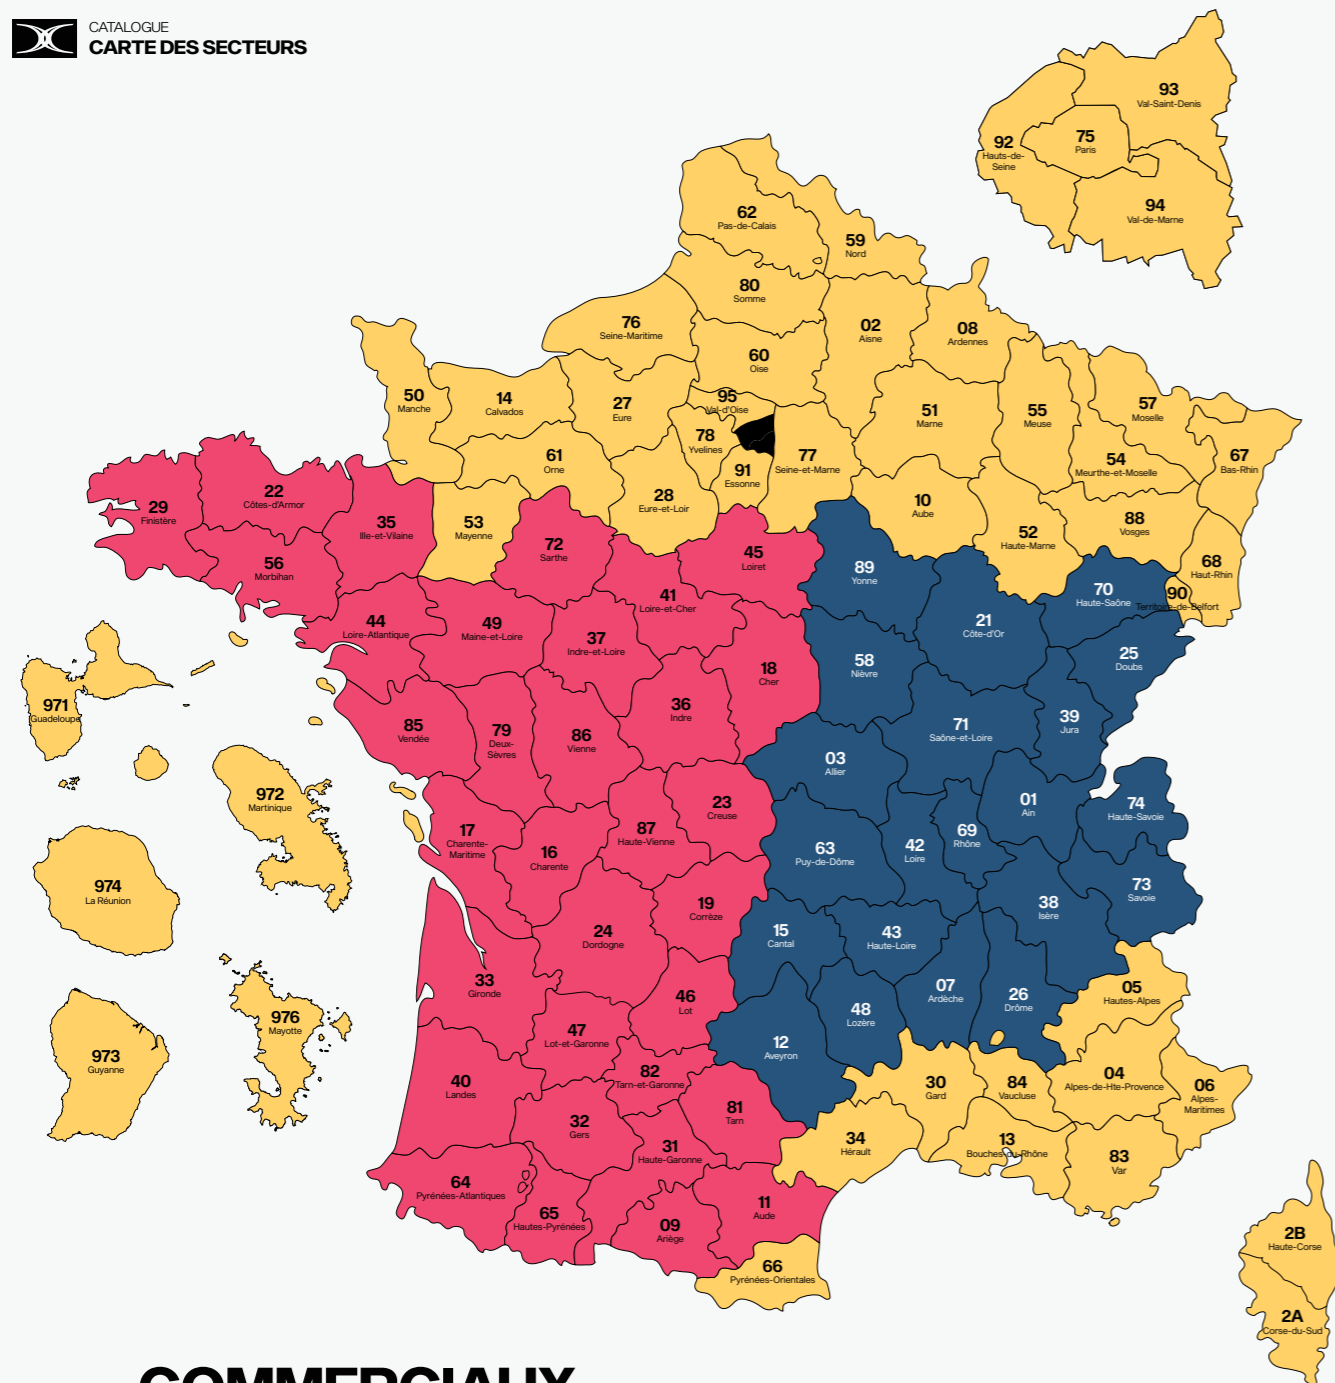 CATALOGUE
CARTE DES SECTEURS
93
Val-Saint-Denis
92
Hauts-de-
Seine
75
Paris
94
Val-de-Marne
62
Pas-de-Calais
59
Nord
80
Somme
76
Seine-Maritime
02
Aisne
08
Ardennes
60
Oise
50
Manche
14
Calvados
27
Eure
95
Val-d'Oise
51
Marne
55
Meuse
57
Moselle
78
Yvelines
77
Seine-et-Marne
61
Orne
91
Essonne
54
Meurthe-et-Moselle
67
Bas-Rhin
29
Finistère
22
Côtes-d'Armor
35
Ille-et-Vilaine
53
Mayenne
28
Eure-et-Loir
10
Aube
52
Haute-Marne
88
Vosges
72
Sarthe
45
Loiret
68
Haut-Rhin
56
Morbihan
89
Yonne
70
Haute-Saône
90
Territoire-de-Belfort
41
Loire-et-Cher
44
Loire-Atlantique
49
Maine-et-Loire
37
Indre-et-Loire
21
Côte-d'Or
25
Doubs
18
Cher
58
Nièvre
971
Guadeloupe
36
Indre
85
Vendée
79
Deux-
Sèvres
86
Vienne
71
Saône-et-Loire
39
Jura
03
Allier
972
Martinique
23
Creuse
01
Ain
74
Haute-Savoie
17
Charente-
Maritime
87
Haute-Vienne
16
Charente
63
Puy-de-Dôme
42
Loire
69
Rhône
974
La Réunion
73
Savoie
19
Corrèze
38
Isère
24
Dordogne
15
Cantal
43
Haute-Loire
33
Gironde
46
Lot
07
Ardèche
26
Drôme
05
Hautes-Alpes
976
Mayotte
48
Lozère
47
Lot-et-Garonne
12
Aveyron
973
Guyanne
40
Landes
82
Tarn-et-Garonne
30
Gard
84
Vaucluse
04
Alpes-de-Hte-Provence
06
Alpes-
Maritimes
81
Tarn
32
Gers
31
Haute-Garonne
34
Hérault
13
Bouches-du-Rhône
83
Var
64
Pyrénées-Atlantiques
65
Hautes-Pyrénées
09
Ariège
11
Aude
66
Pyrénées-Orientales
2B
Haute-Corse
2A
Corse-du-Sud
COMMERCIAUX